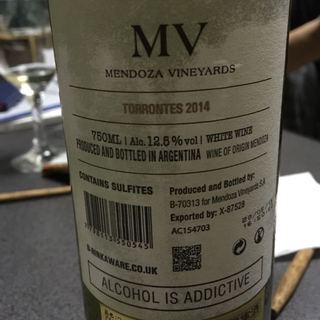 MV
MENDOZA VINEYARDS
TORRONTES 2014
750ML | Alc. 12.5% vol | WHITE WINE
PRODUCED AND BOTTLED IN ARGENTINA WINE OF ORIGIN MENDOZA
CONTAINS SULFITES
Produced and Bottled by:
B-70313 for Mendoza Vineyards S.A
Exported by: X-87528
AC154703
DRINKAWARE.CO.UK
ALCOHOL IS ADDICTIVE